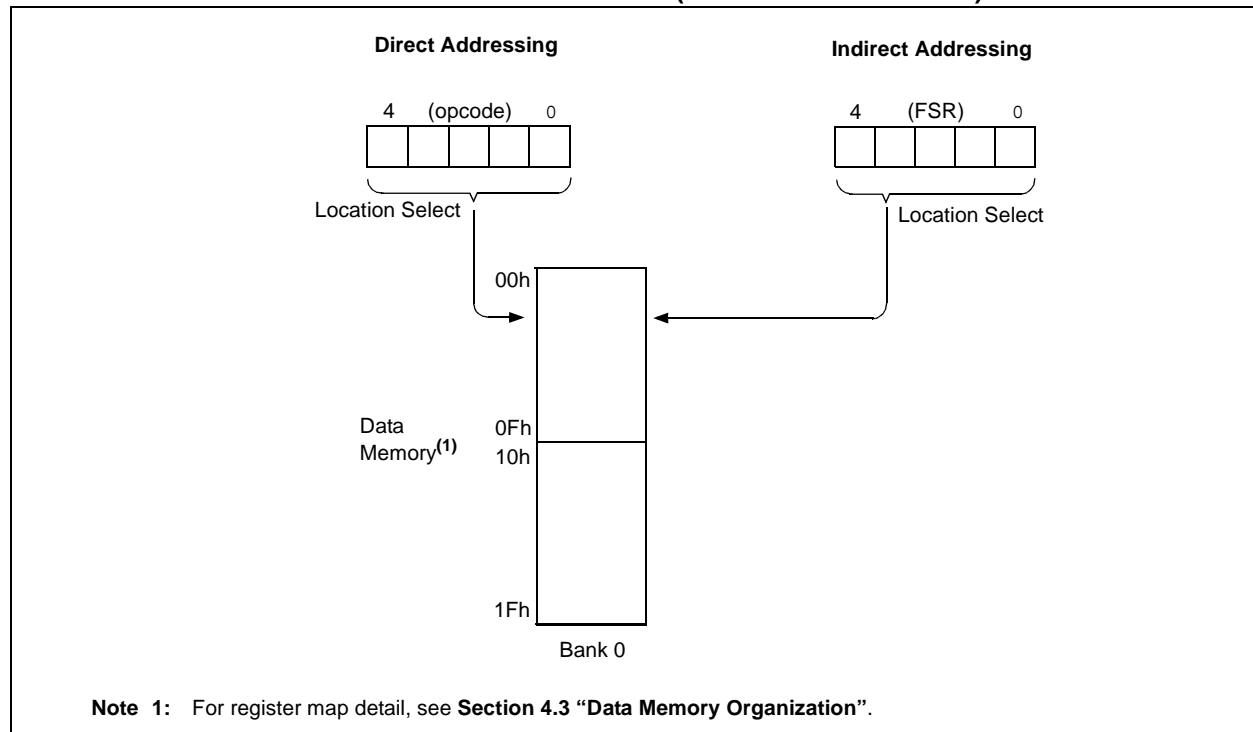 Direct Addressing
Indirect Addressing
4 (opcode) 0
4 (FSR) 0
Location Select
Location Select
00h
Data
Memory(1)
0Fh
10h
1Fh
Bank 0
Note 1: For register map detail, see Section 4.3 “Data Memory Organization”.